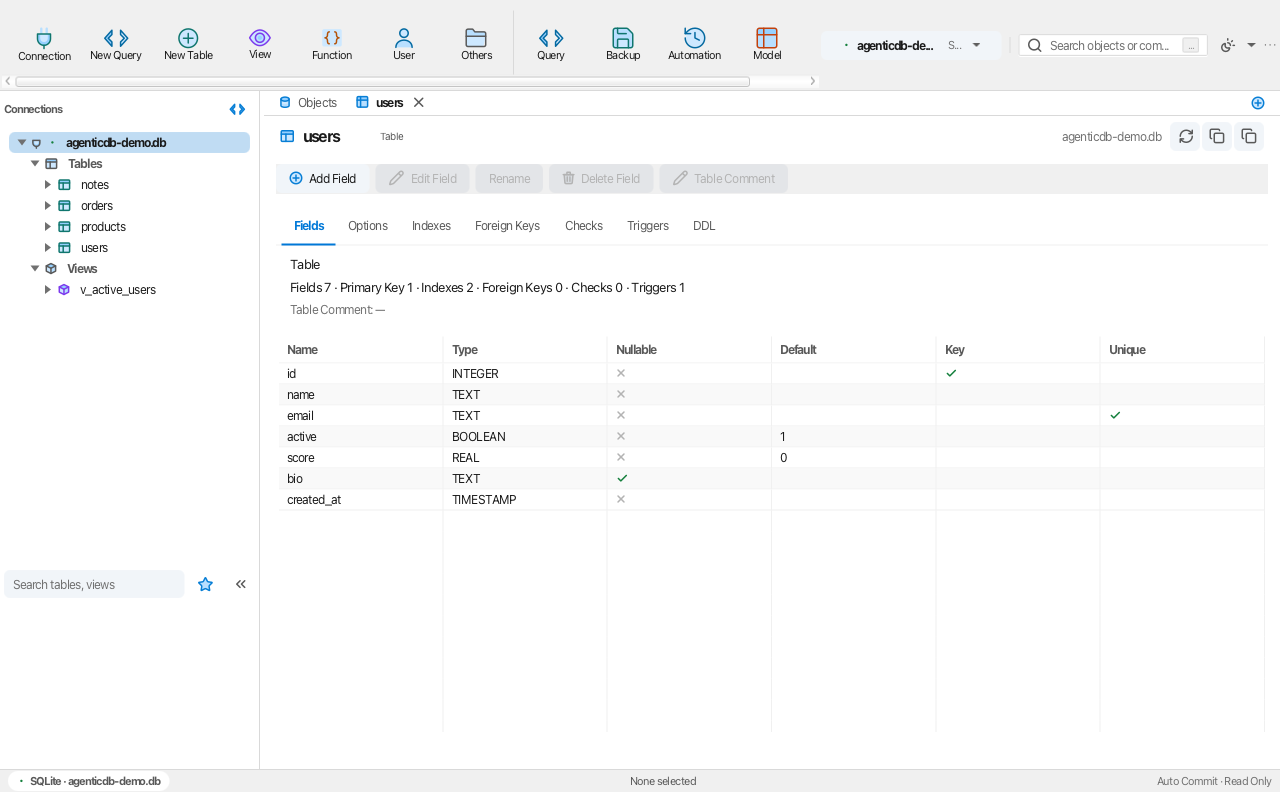 Connection
New Query
New Table
View
Function
User
Others
Query
Backup
Automation
Model
agenticdb-de...
S...
Search objects or com...
...
Connections
agenticdb-demo.db
Tables
notes
orders
products
users
Views
v_active_users
Search tables, views
Objects
users
users
Table
agenticdb-demo.db
Add Field
Edit Field
Rename
Delete Field
Table Comment
Fields
Options
Indexes
Foreign Keys
Checks
Triggers
DDL
Table
Fields 7 · Primary Key 1 · Indexes 2 · Foreign Keys 0 · Checks 0 · Triggers 1
Table Comment: —
Name Type Nullable Default Key Unique
id INTEGER
name TEXT
email TEXT
active BOOLEAN 1
score REAL 0
bio TEXT
created_at TIMESTAMP
SQLite · agenticdb-demo.db
None selected
Auto Commit · Read Only